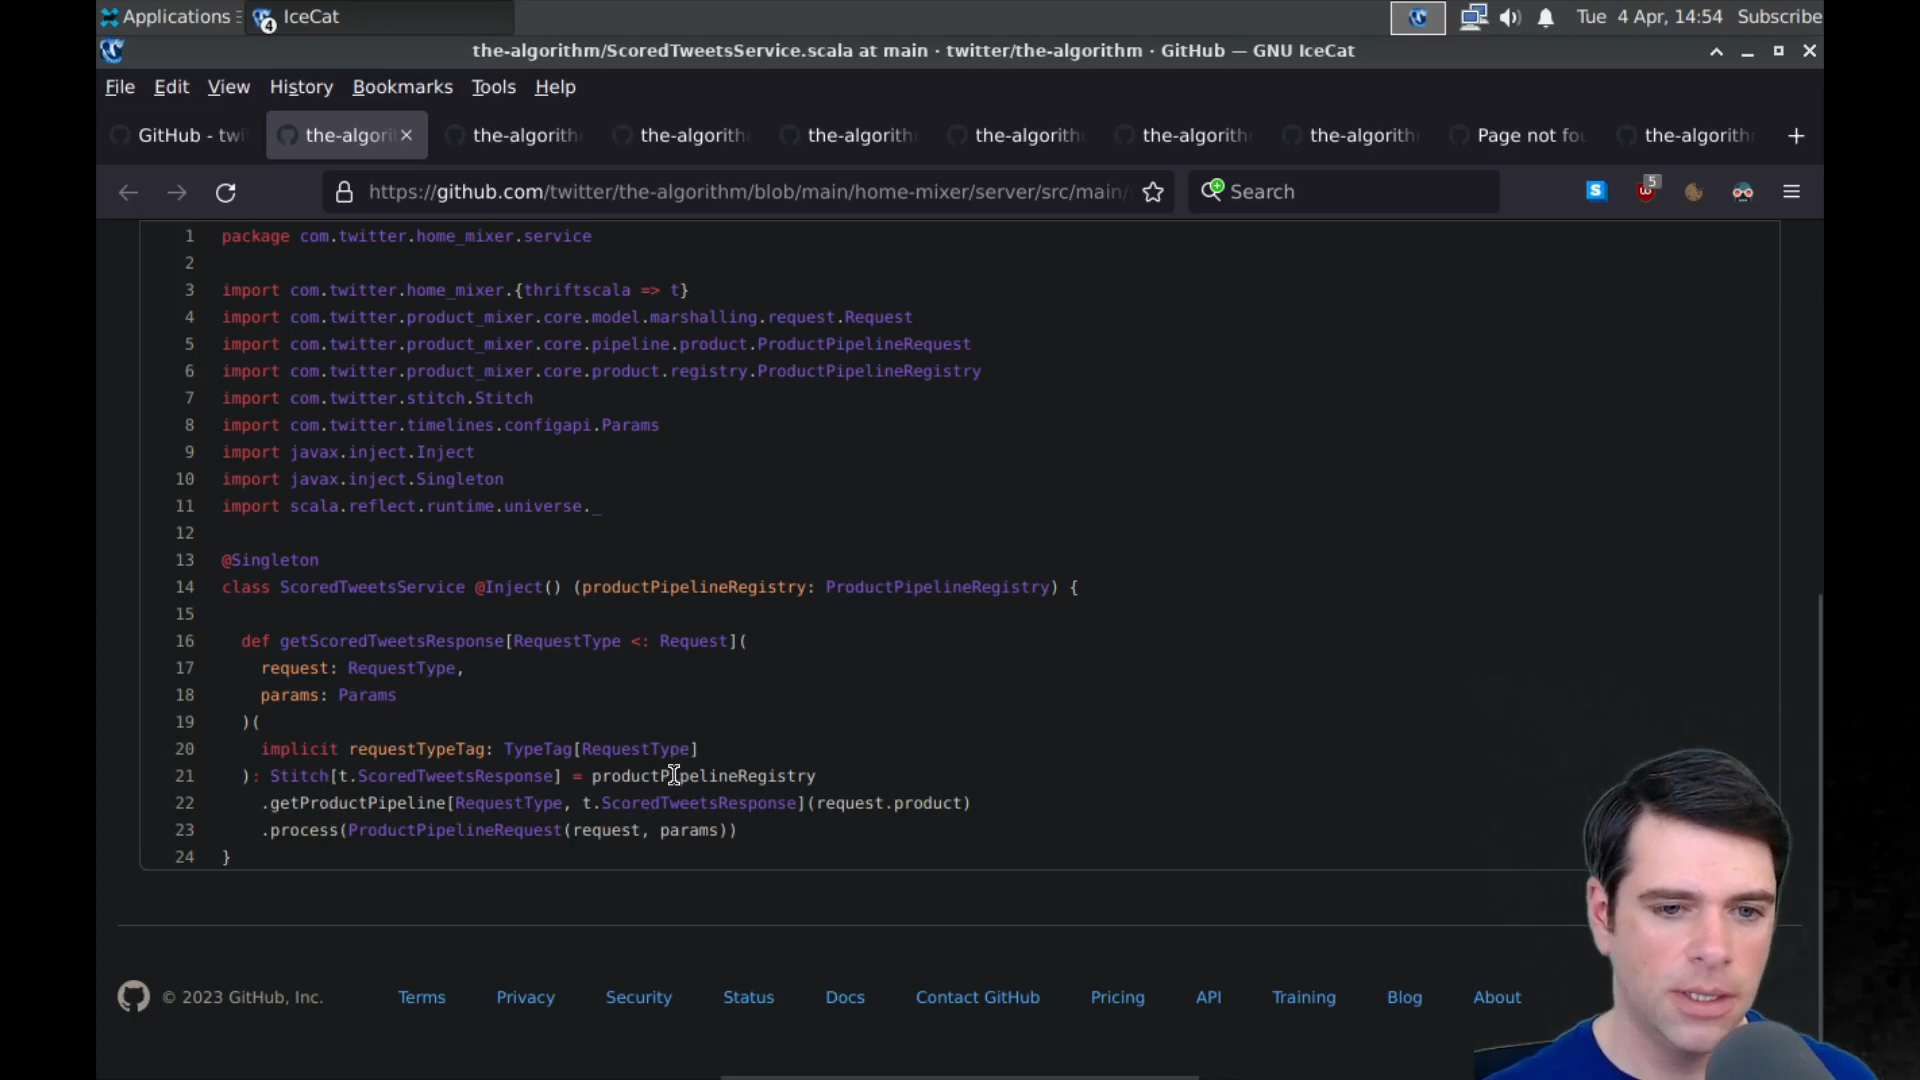 Applications
4 IceCat
Tue 4 Apr, 14:54 Subscribe
the-algorithm/ScoredTweetsService.scala at main · twitter/the-algorithm · GitHub — GNU IceCat
File Edit View History Bookmarks Tools Help
GitHub - twi the-algori the-algorith the-algorith the-algorith the-algorith the-algorith the-algorith Page not fou the-algorith
https://github.com/twitter/the-algorithm/blob/main/home-mixer/server/src/main/ Search S 5
1 package com.twitter.home_mixer.service
2
3 import com.twitter.home_mixer.{thriftscala => t}
4 import com.twitter.product_mixer.core.model.marshalling.request.Request
5 import com.twitter.product_mixer.core.pipeline.product.ProductPipelineRequest
6 import com.twitter.product_mixer.core.product.registry.ProductPipelineRegistry
7 import com.twitter.stitch.Stitch
8 import com.twitter.timelines.configapi.Params
9 import javax.inject.Inject
10 import javax.inject.Singleton
11 import scala.reflect.runtime.universe._
12
13 @Singleton
14 class ScoredTweetsService @Inject() (productPipelineRegistry: ProductPipelineRegistry) {
15
16 def getScoredTweetsResponse[RequestType <: Request](
17 request: RequestType,
18 params: Params
19 )(
20 implicit requestTypeTag: TypeTag[RequestType]
21 ): Stitch[t.ScoredTweetsResponse] = productPipelineRegistry
22 .getProductPipeline[RequestType, t.ScoredTweetsResponse](request.product)
23 .process(ProductPipelineRequest(request, params))
24 }
© 2023 GitHub, Inc. Terms Privacy Security Status Docs Contact GitHub Pricing API Training Blog About